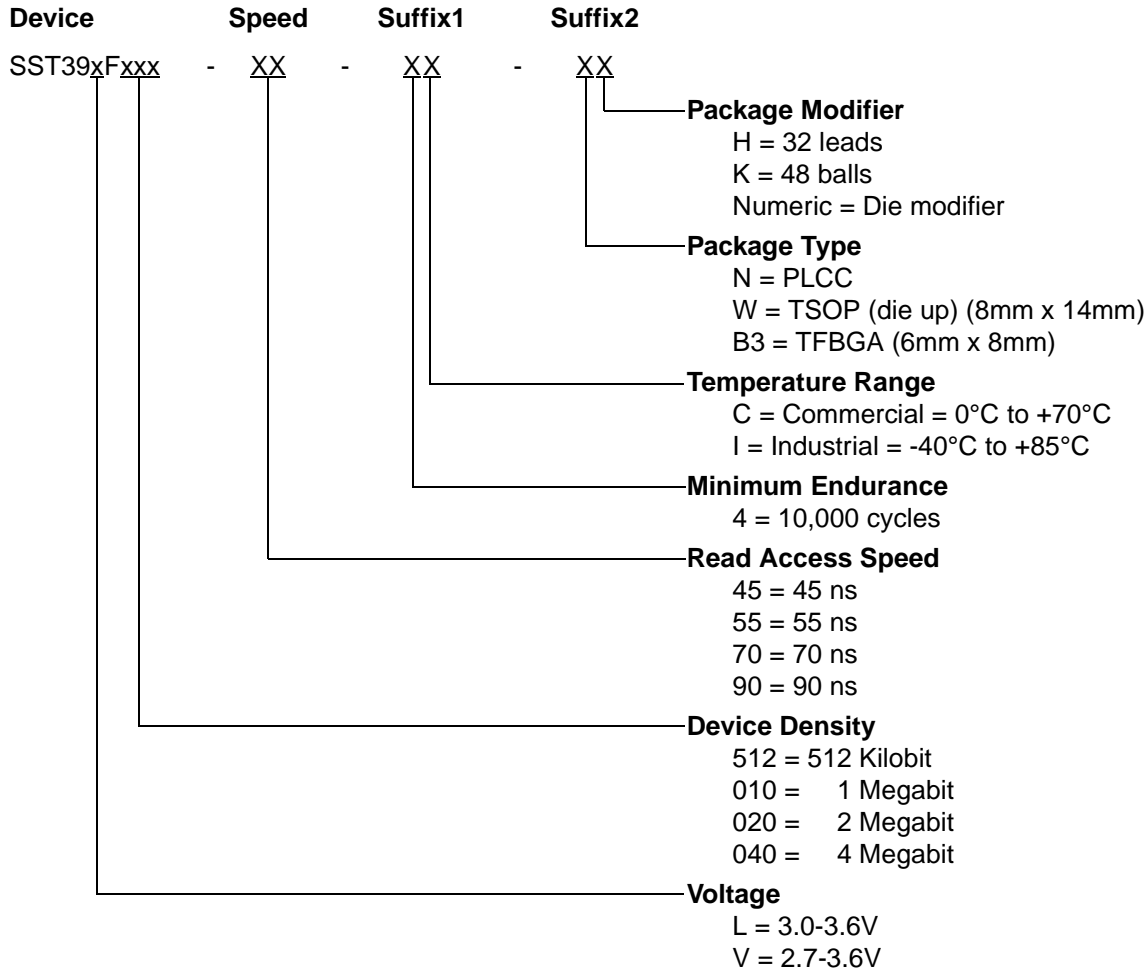 Device Speed Suffix1 Suffix2
SST39xFxxx - XX - XX - XX
Package Modifier
H = 32 leads
K = 48 balls
Numeric = Die modifier
Package Type
N = PLCC
W = TSOP (die up) (8mm x 14mm)
B3 = TFBGA (6mm x 8mm)
Temperature Range
C = Commercial = 0°C to +70°C
I = Industrial = -40°C to +85°C
Minimum Endurance
4 = 10,000 cycles
Read Access Speed
45 = 45 ns
55 = 55 ns
70 = 70 ns
90 = 90 ns
Device Density
512 = 512 Kilobit
010 = 1 Megabit
020 = 2 Megabit
040 = 4 Megabit
Voltage
L = 3.0-3.6V
V = 2.7-3.6V